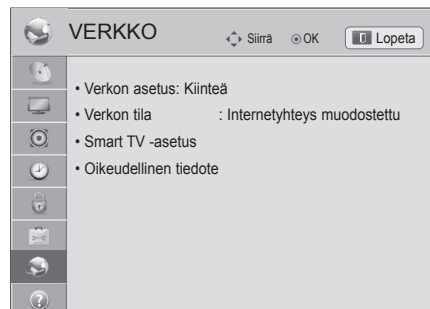 VERKKO
Siirrä OK Lopeta
• Verkon asetus: Kiinteä
• Verkon tila : Internetyhteys muodostettu
• Smart TV -asetus
• Oikeudellinen tiedote